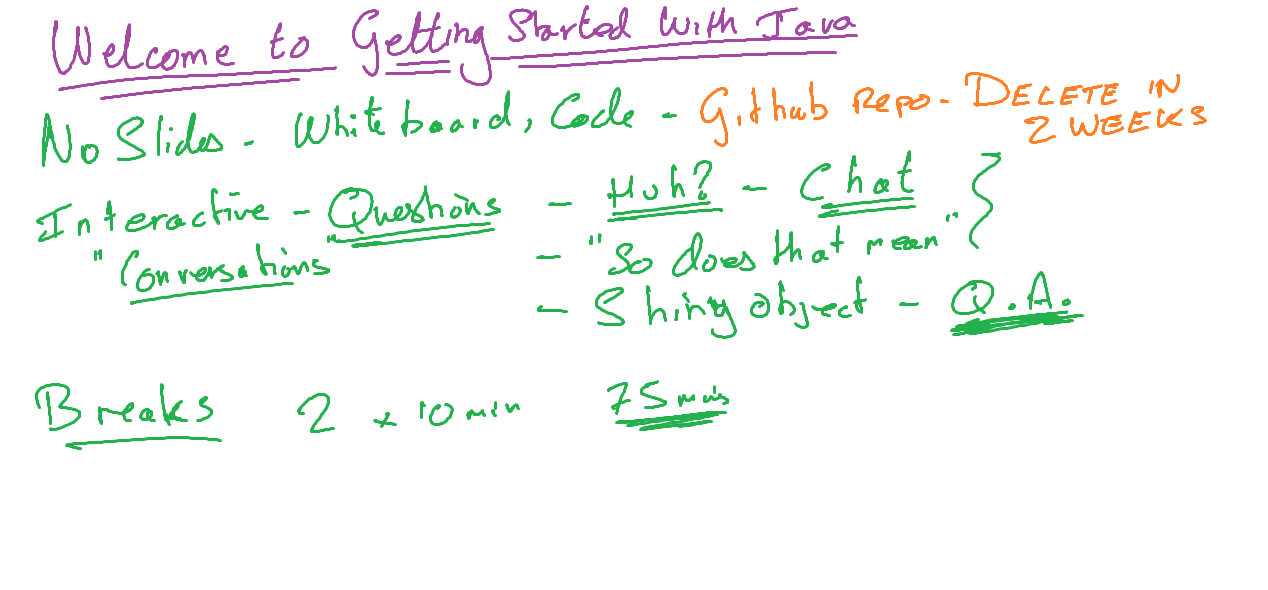 Welcome to Getting Started With Java
No Slides - Whiteboard, Code - Github Repo - DELETE IN
2 WEEKS
Interactive - Questions - Huh? - Chat
"Conversations" - "So does that mean"
- Shiny object - Q.A.
Breaks 2 x 10 min 75 mins